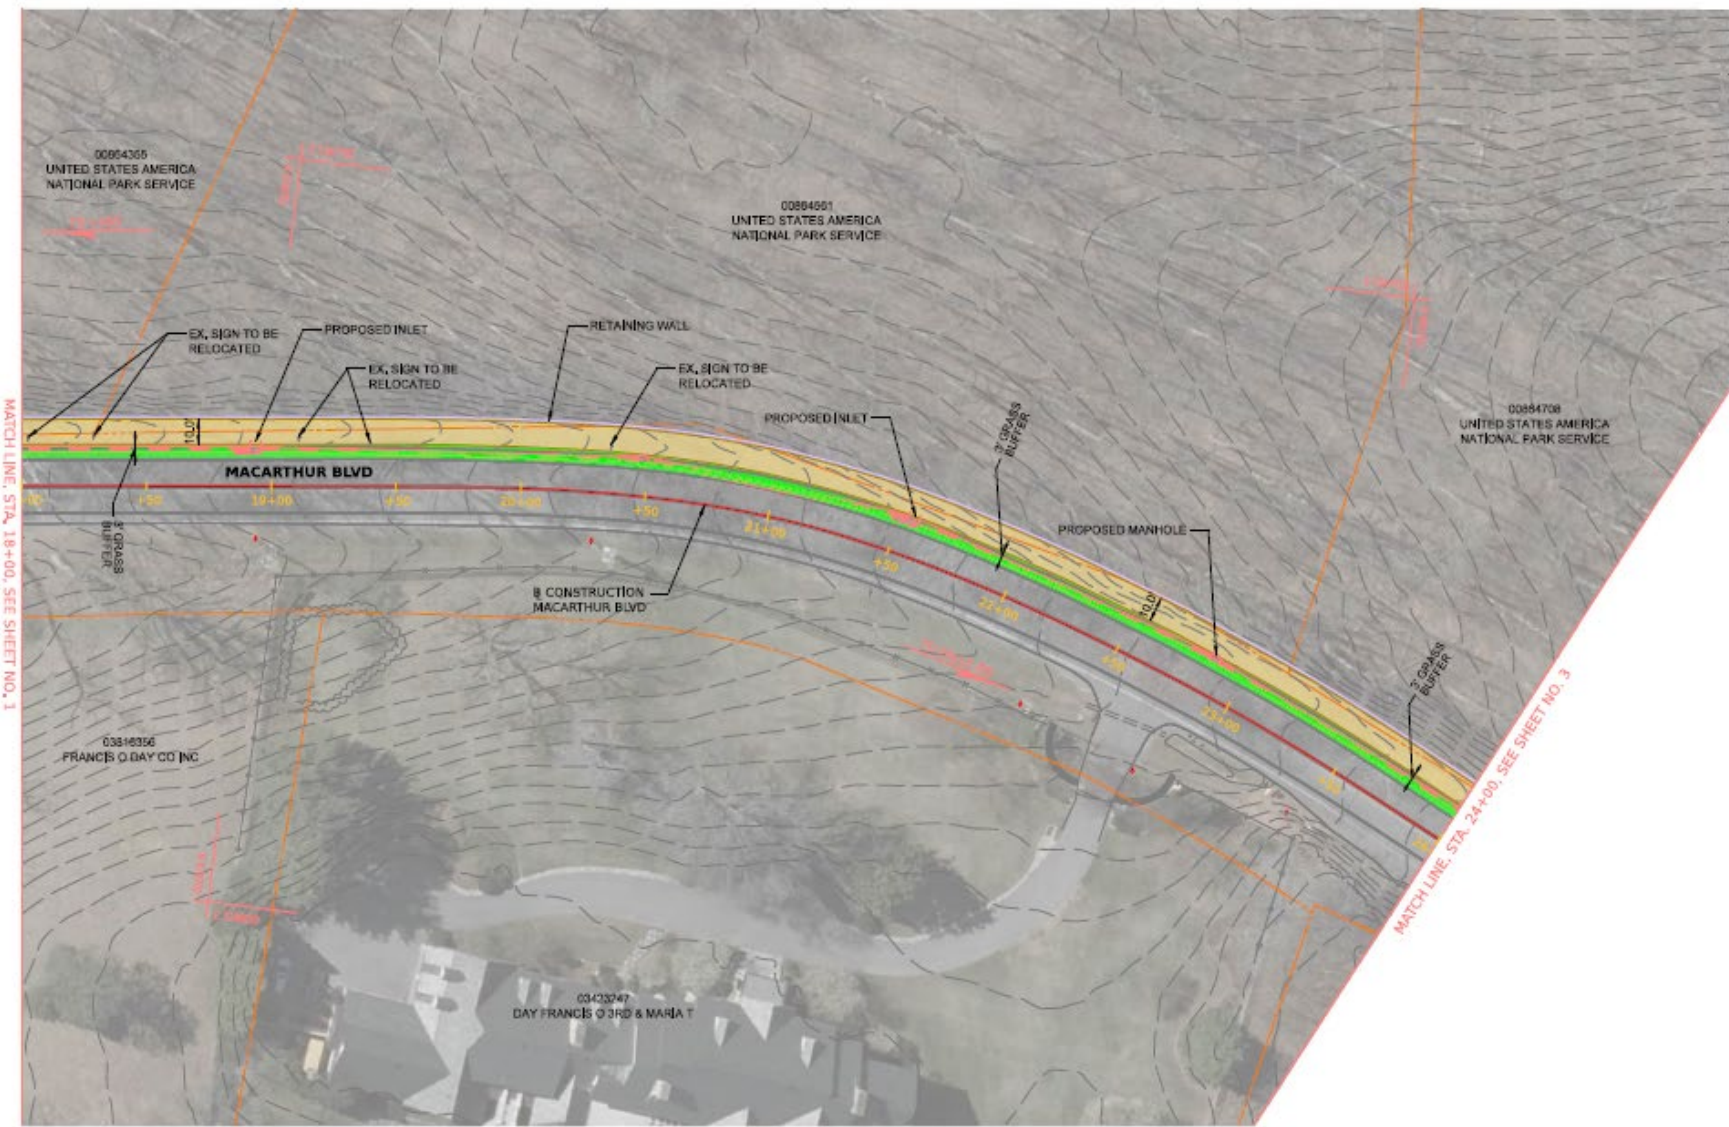 00864355
UNITED STATES AMERICA
NATIONAL PARK SERVICE
00864661
UNITED STATES AMERICA
NATIONAL PARK SERVICE
EX. SIGN TO BE
RELOCATED
PROPOSED INLET
RETAINING WALL
EX. SIGN TO BE
RELOCATED
EX. SIGN TO BE
RELOCATED
PROPOSED INLET
3' GRASS
BUFFER
00864708
UNITED STATES AMERICA
NATIONAL PARK SERVICE
10.0'
MACARTHUR BLVD
+50
19+00
+50
20+00
+50
21+00
+50
22+00
+50
23+00
3' GRASS
BUFFER
PROPOSED MANHOLE
10.0'
CONSTRUCTION
MACARTHUR BLVD
3' GRASS
BUFFER
MATCH LINE, STA. 18+00, SEE SHEET NO. 1
MATCH LINE, STA. 24+00, SEE SHEET NO. 3
03816356
FRANCIS O DAY CO INC
03423247
DAY FRANCIS O 3RD & MARIA T